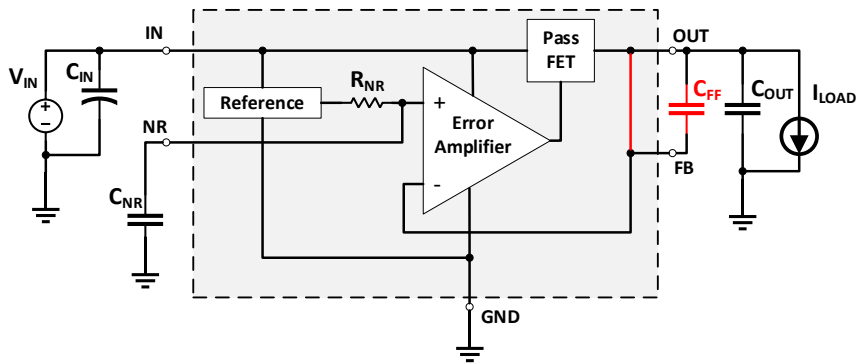 IN
OUT
Pass
FET
V_IN
C_IN
R_NR
Reference
C_FF
C_OUT
I_LOAD
+
-
+
Error
Amplifier
-
NR
FB
C_NR
GND